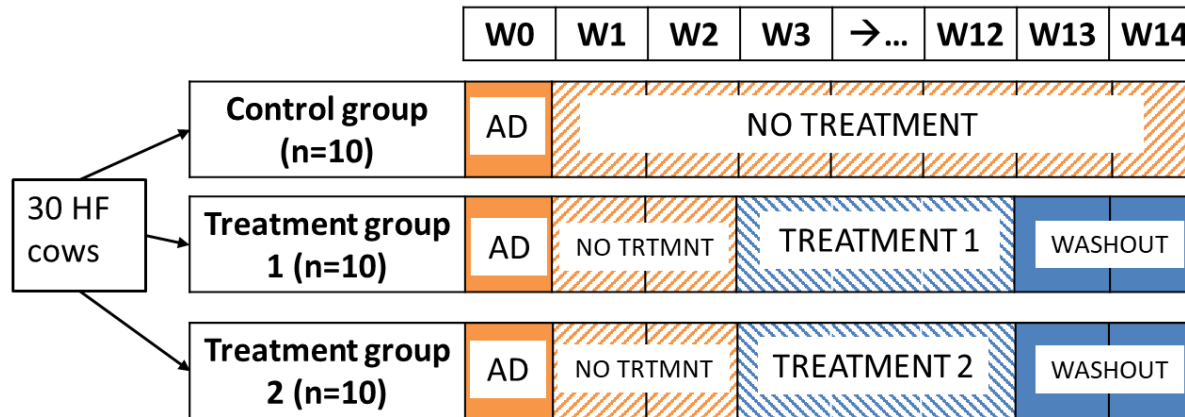 W0 W1 W2 W3 →... W12 W13 W14
Control group
(n=10)
AD
NO TREATMENT
30 HF
cows
Treatment group
1 (n=10)
AD
NO TRTMNT
TREATMENT 1
WASHOUT
Treatment group
2 (n=10)
AD
NO TRTMNT
TREATMENT 2
WASHOUT